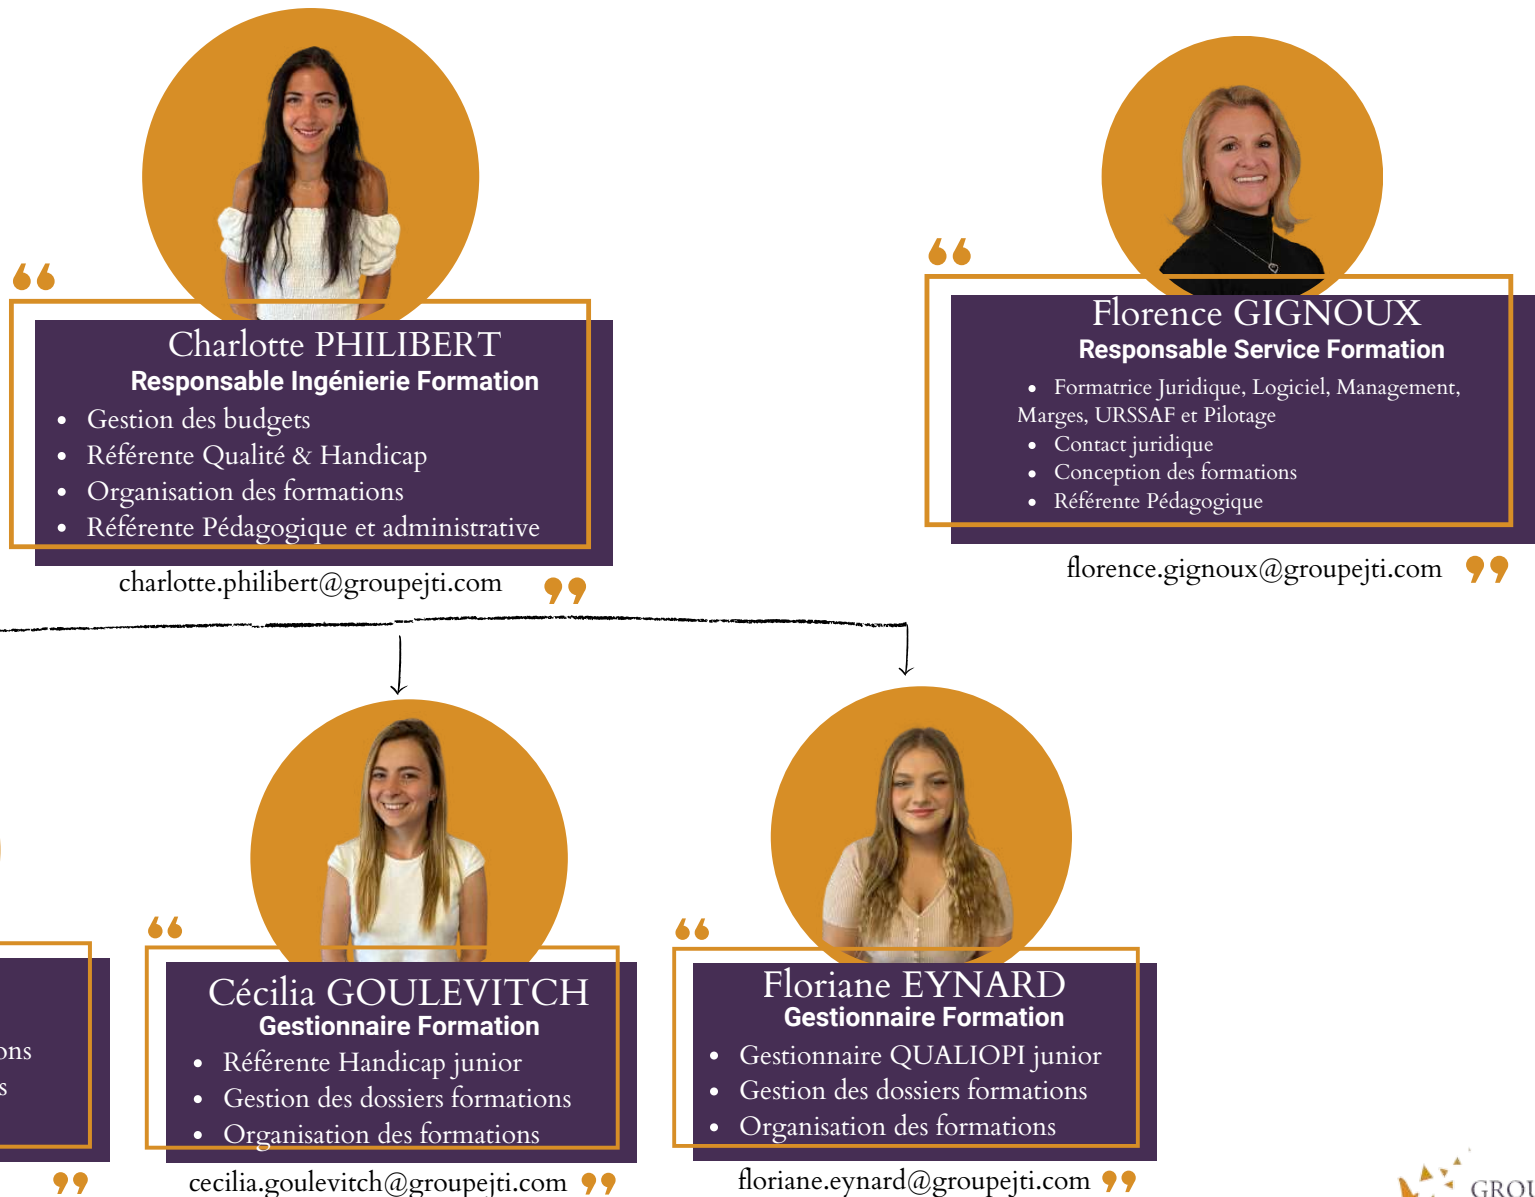 Charlotte PHILIBERT
Responsable Ingénierie Formation
• Gestion des budgets
• Référente Qualité & Handicap
• Organisation des formations
• Référente Pédagogique et administrative
charlotte.philibert@groupejti.com
Florence GIGNOUX
Responsable Service Formation
• Formatrice Juridique, Logiciel, Management,
Marges, URSSAF et Pilotage
• Contact juridique
• Conception des formations
• Référente Pédagogique
florence.gignoux@groupejti.com
Cécilia GOULEVITCH
Gestionnaire Formation
• Référente Handicap junior
• Gestion des dossiers formations
• Organisation des formations
cecilia.goulevitch@groupejti.com
Floriane EYNARD
Gestionnaire Formation
• Gestionnaire QUALIOPI junior
• Gestion des dossiers formations
• Organisation des formations
floriane.eynard@groupejti.com